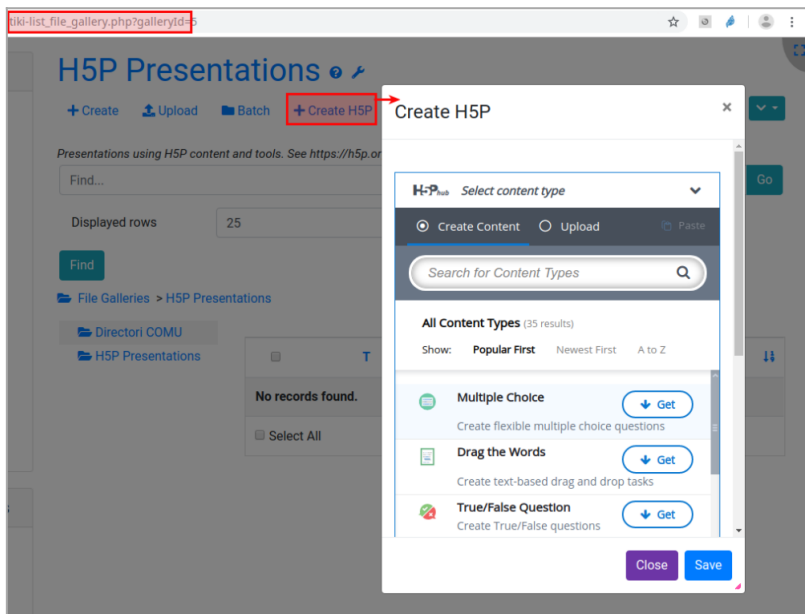 tiki-list_file_gallery.php?galleryId=5
H5P Presentations
Create Upload Batch Create H5P
Create H5P
×
Presentations using H5P content and tools. See https://h5p.or
Find...
Go
Displayed rows 25
Find
File Galleries > H5P Presentations
Directori COMU
H5P Presentations
T
No records found.
Select All
H5P hub Select content type
Create Content Upload Paste
Search for Content Types
All Content Types (35 results)
Show: Popular First Newest First A to Z
Multiple Choice
Get
Create flexible multiple choice questions
Drag the Words
Get
Create text-based drag and drop tasks
True/False Question
Get
Create True/False questions
Close Save